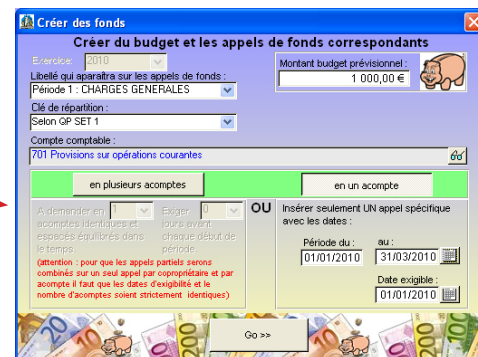 Créer des fonds
Créer du budget et les appels de fonds correspondants
Exercice: 2010
Montant budget prévisionnel :
1 000,00 €
Libellé qui apparaîtra sur les appels de fonds :
Période 1 : CHARGES GENERALES
Clé de répartition :
Selon QP SET 1
Compte comptable :
701 Provisions sur opérations courantes
en plusieurs acomptes
en un acompte
A demander en 1
acomptes identiques et
espacés équilibrés dans
le temps.
Exiger 0
jours avant
chaque début de
période.
(attention : pour que les appels partiels serons
combinés sur un seul appel par copropriétaire et par
acompte il faut que les dates d'exigibilité et le
nombre d'acomptes soient strictement identiques)
OU
Insérer seulement UN appel spécifique
avec les dates :
Période du : au :
01/01/2010 31/03/2010
Date exigible :
01/01/2010
Go >>